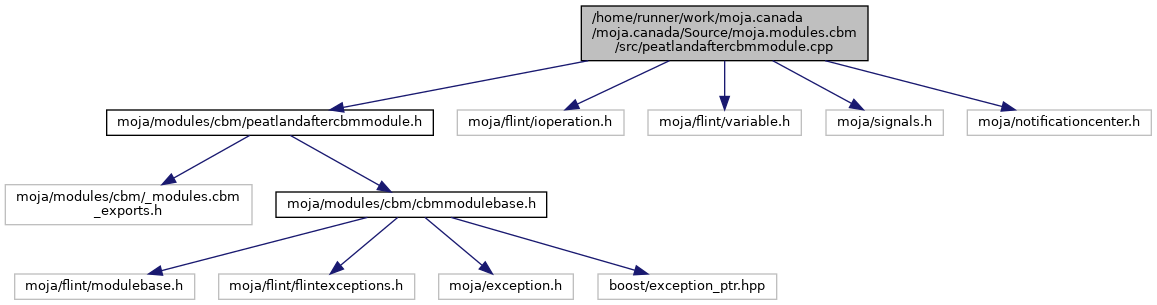 /home/runner/work/moja.canada
/moja.canada/Source/moja.modules.cbm
/src/peatlandaftercbmmodule.cpp
moja/modules/cbm/peatlandaftercbmmodule.h
moja/flint/ioperation.h
moja/flint/variable.h
moja/signals.h
moja/notificationcenter.h
moja/modules/cbm/_modules.cbm
_exports.h
moja/modules/cbm/cbmmodulebase.h
moja/flint/modulebase.h
moja/flint/flintexceptions.h
moja/exception.h
boost/exception_ptr.hpp